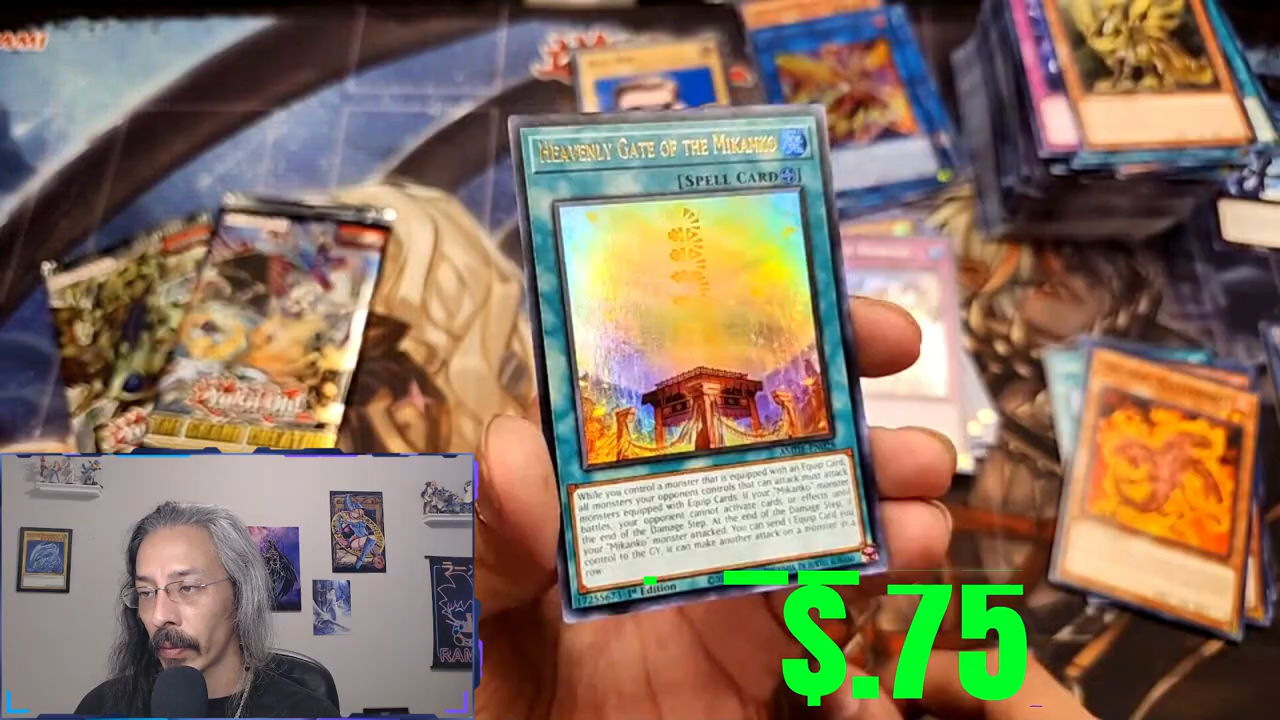 HEAVENLY GATE OF THE MIKANKO
[SPELL CARD]
While you control a monster that is equipped with an Equip Card,
all monsters your opponent controls that can attack must attack
monsters equipped with Equip Cards. If your "Mikanko" monster
battles, your opponent cannot activate cards or effects until
the end of the Damage Step. At the end of the Damage Step, if
your "Mikanko" monster attacked: You can send 1 Equip Card you
control to the GY; it can make another attack on a monster in a
row.
17255673 1st Edition
$.75
RAM